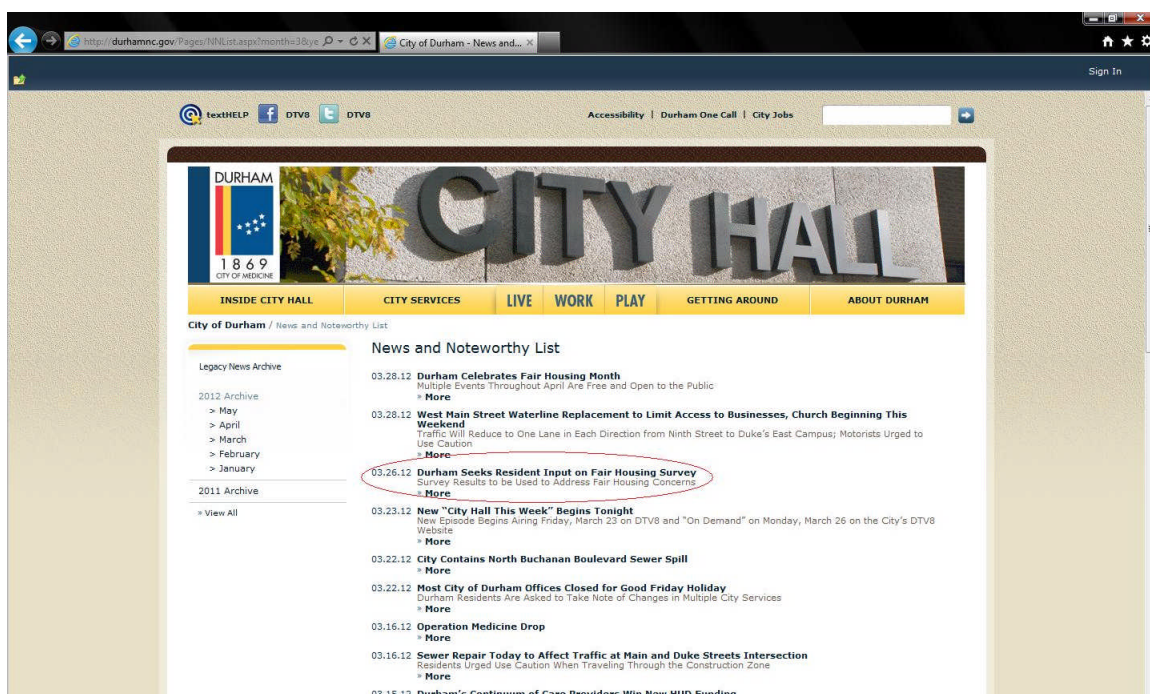 http://durhamnc.gov/Pages/NNList.aspx?month=3&ye
City of Durham - News and...
Sign In
textHELP DTV8 DTV8
Accessibility | Durham One Call | City Jobs
DURHAM
1869
CITY OF MEDICINE
CITY HALL
INSIDE CITY HALL CITY SERVICES LIVE WORK PLAY GETTING AROUND ABOUT DURHAM
City of Durham / News and Noteworthy List
Legacy News Archive
2012 Archive
> May
> April
> March
> February
> January
2011 Archive
» View All
News and Noteworthy List
03.28.12 Durham Celebrates Fair Housing Month
Multiple Events Throughout April Are Free and Open to the Public
» More
03.28.12 West Main Street Waterline Replacement to Limit Access to Businesses, Church Beginning This
Weekend
Traffic Will Reduce to One Lane in Each Direction from Ninth Street to Duke's East Campus; Motorists Urged to
Use Caution
» More
03.26.12 Durham Seeks Resident Input on Fair Housing Survey
Survey Results to be Used to Address Fair Housing Concerns
» More
03.23.12 New "City Hall This Week" Begins Tonight
New Episode Begins Airing Friday, March 23 on DTV8 and "On Demand" on Monday, March 26 on the City's DTV8
Website
» More
03.22.12 City Contains North Buchanan Boulevard Sewer Spill
» More
03.22.12 Most City of Durham Offices Closed for Good Friday Holiday
Durham Residents Are Asked to Take Note of Changes in Multiple City Services
» More
03.16.12 Operation Medicine Drop
» More
03.16.12 Sewer Repair Today to Affect Traffic at Main and Duke Streets Intersection
Residents Urged Use Caution When Traveling Through the Construction Zone
» More
03.15.12 Durham's Continuum of Care Providers Win New HUD Funding